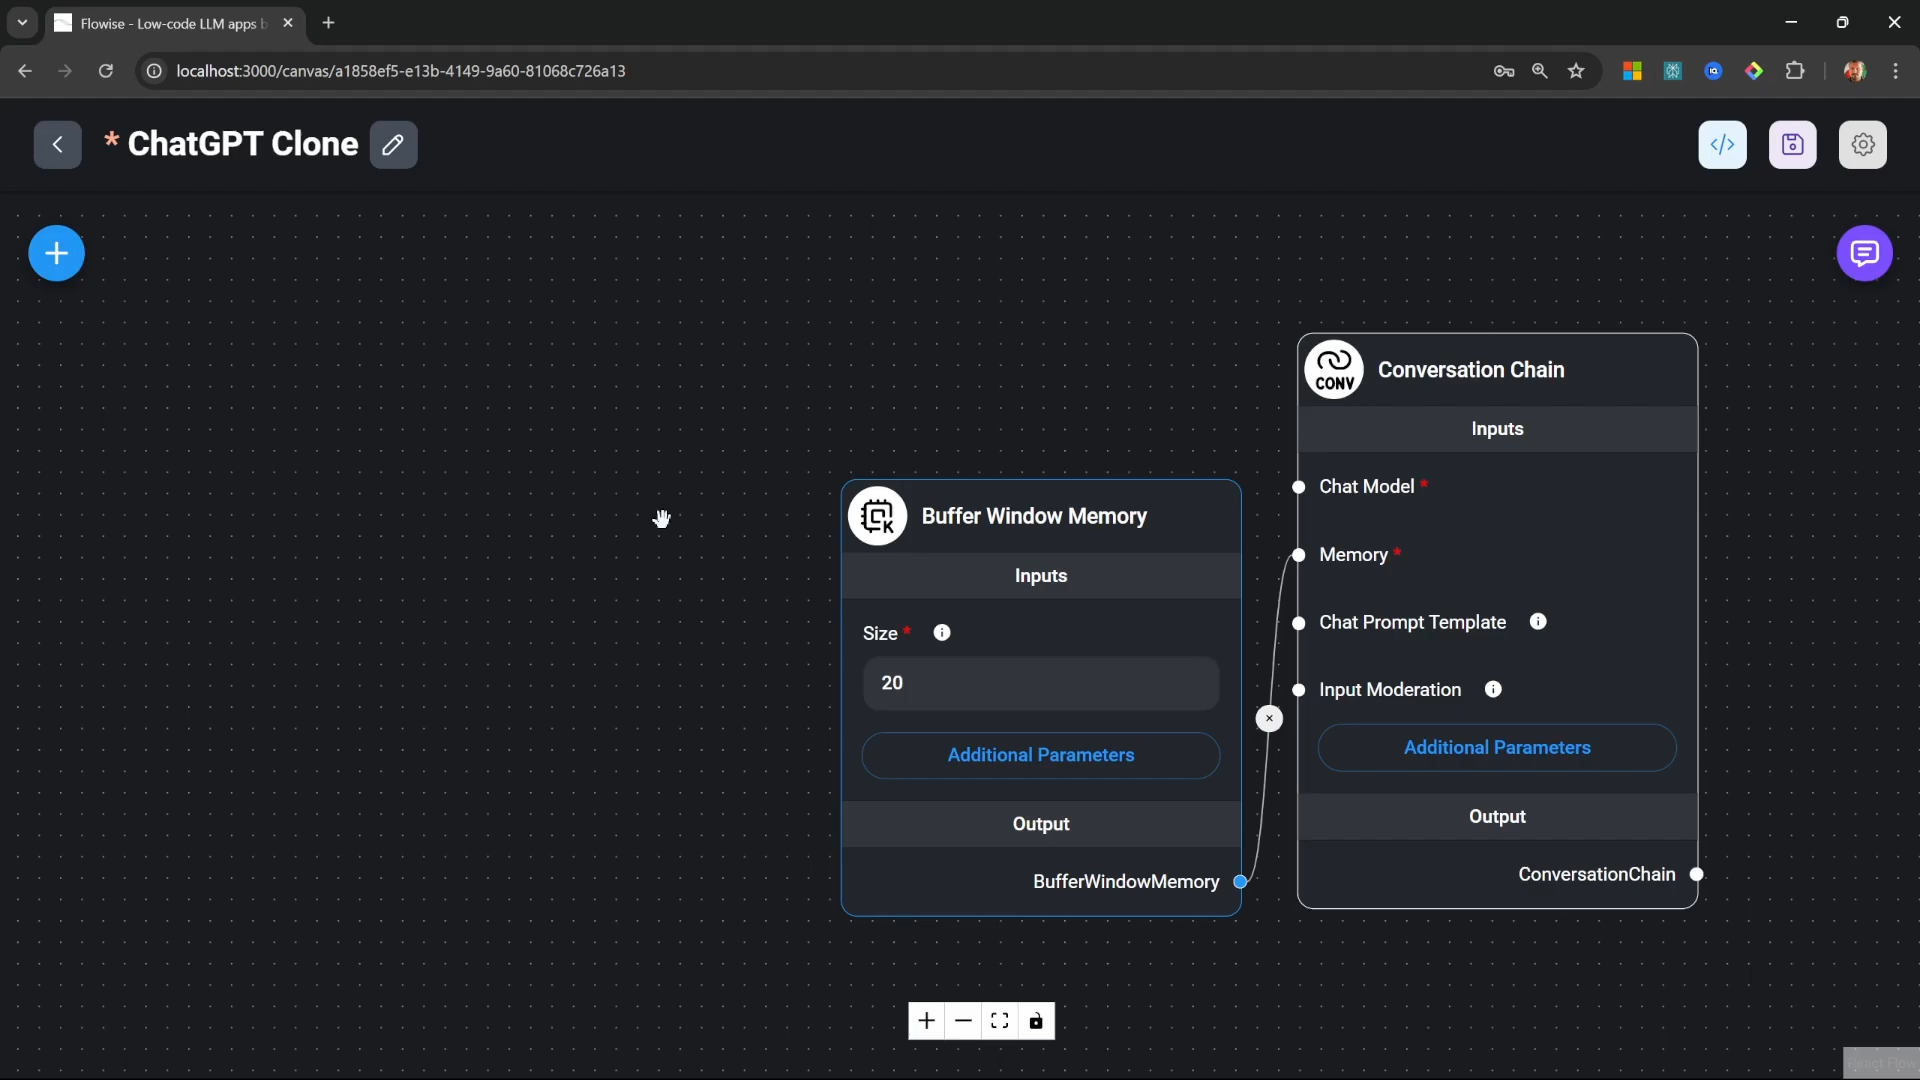 Flowise - Low-code LLM apps b
localhost:3000/canvas/a1858ef5-e13b-4149-9a60-81068c726a13
* ChatGPT Clone
Conversation Chain
CONV
Inputs
Chat Model *
Memory *
Chat Prompt Template
Input Moderation
Additional Parameters
Output
ConversationChain
Buffer Window Memory
K
Inputs
Size *
20
Additional Parameters
Output
BufferWindowMemory
React Flow